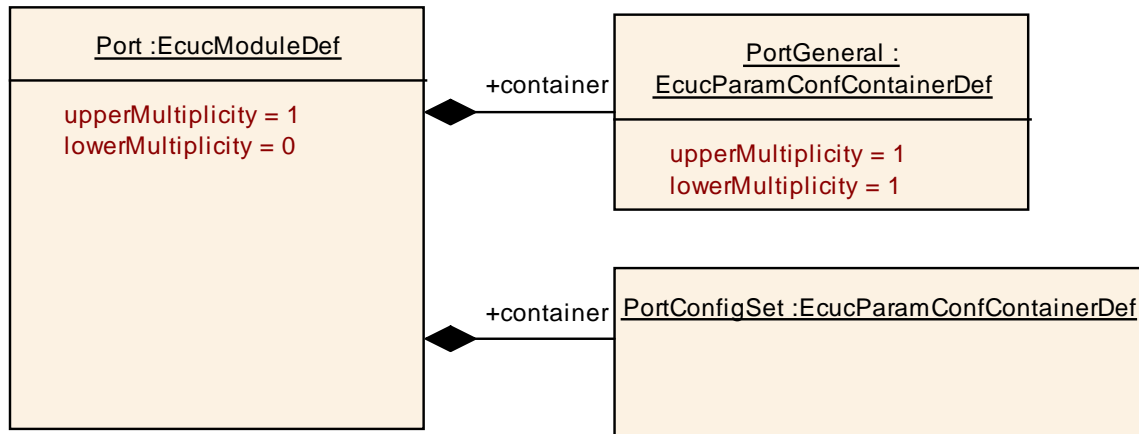 Port :EcucModuleDef
upperMultiplicity = 1
lowerMultiplicity = 0
+container
PortGeneral :
EcucParamConfContainerDef
upperMultiplicity = 1
lowerMultiplicity = 1
+container
PortConfigSet :EcucParamConfContainerDef